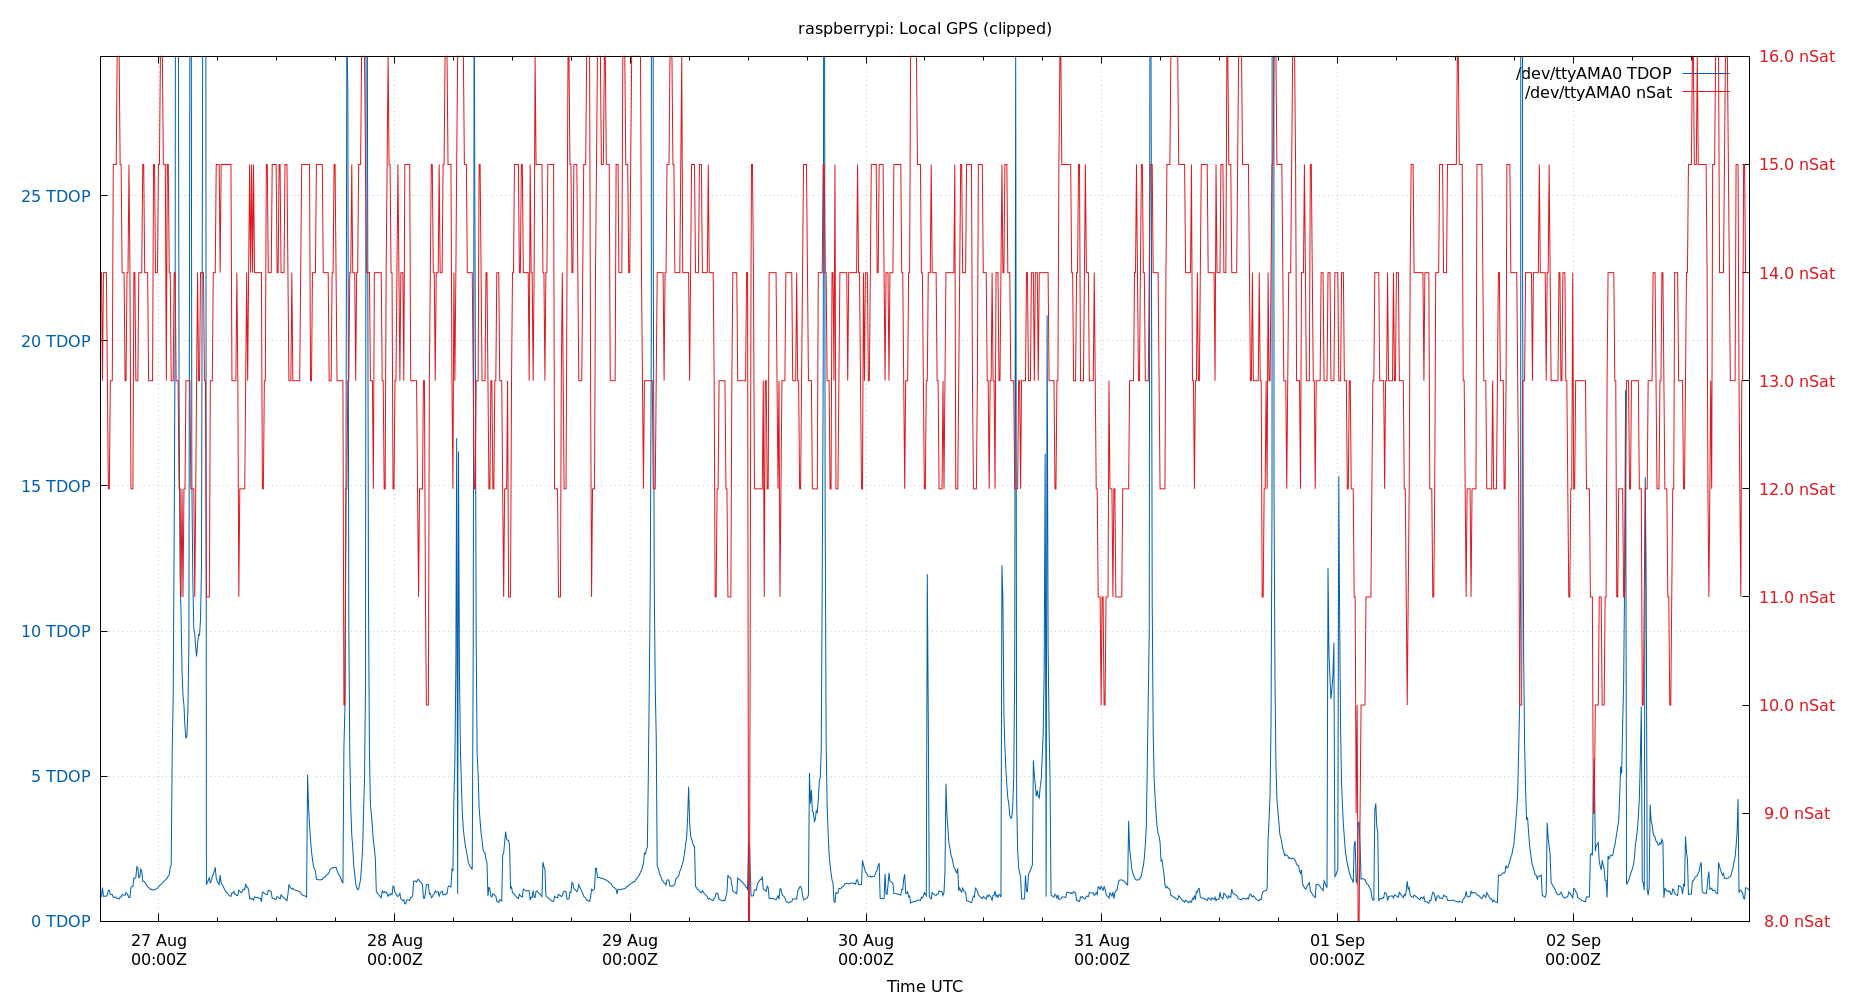 raspberrypi: Local GPS (clipped)
/dev/ttyAMA0 TDOP
/dev/ttyAMA0 nSat
25 TDOP
20 TDOP
15 TDOP
10 TDOP
5 TDOP
0 TDOP
16.0 nSat
15.0 nSat
14.0 nSat
13.0 nSat
12.0 nSat
11.0 nSat
10.0 nSat
9.0 nSat
8.0 nSat
27 Aug
00:00Z
28 Aug
00:00Z
29 Aug
00:00Z
30 Aug
00:00Z
31 Aug
00:00Z
01 Sep
00:00Z
02 Sep
00:00Z
Time UTC